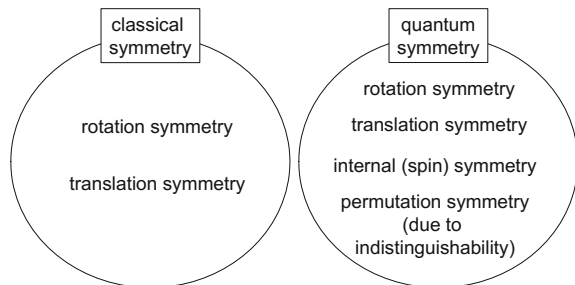 classical
symmetry
rotation symmetry
translation symmetry
quantum
symmetry
rotation symmetry
translation symmetry
internal (spin) symmetry
permutation symmetry
(due to
indistinguishability)